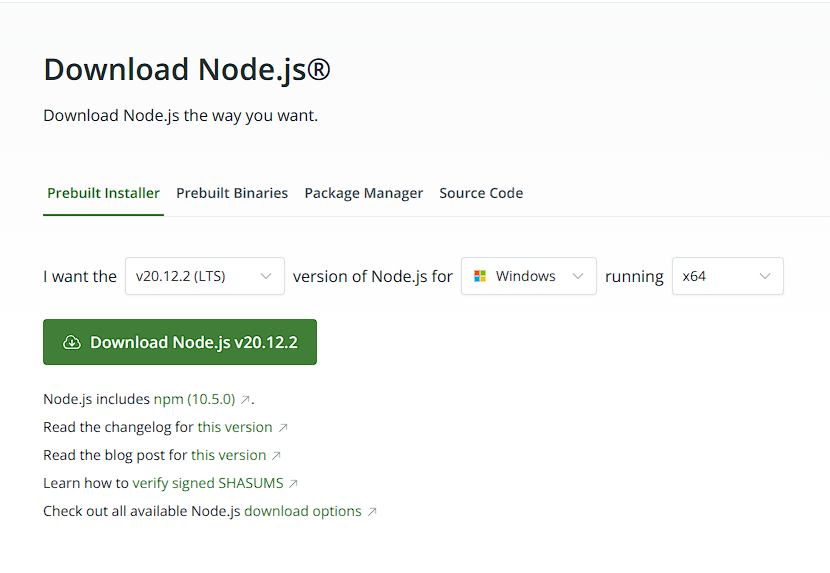 Download Node.js®
Download Node.js the way you want.
Prebuilt Installer Prebuilt Binaries Package Manager Source Code
I want the v20.12.2 (LTS) version of Node.js for Windows running x64
Download Node.js v20.12.2
Node.js includes npm (10.5.0) ↗.
Read the changelog for this version ↗
Read the blog post for this version ↗
Learn how to verify signed SHASUMS ↗
Check out all available Node.js download options ↗